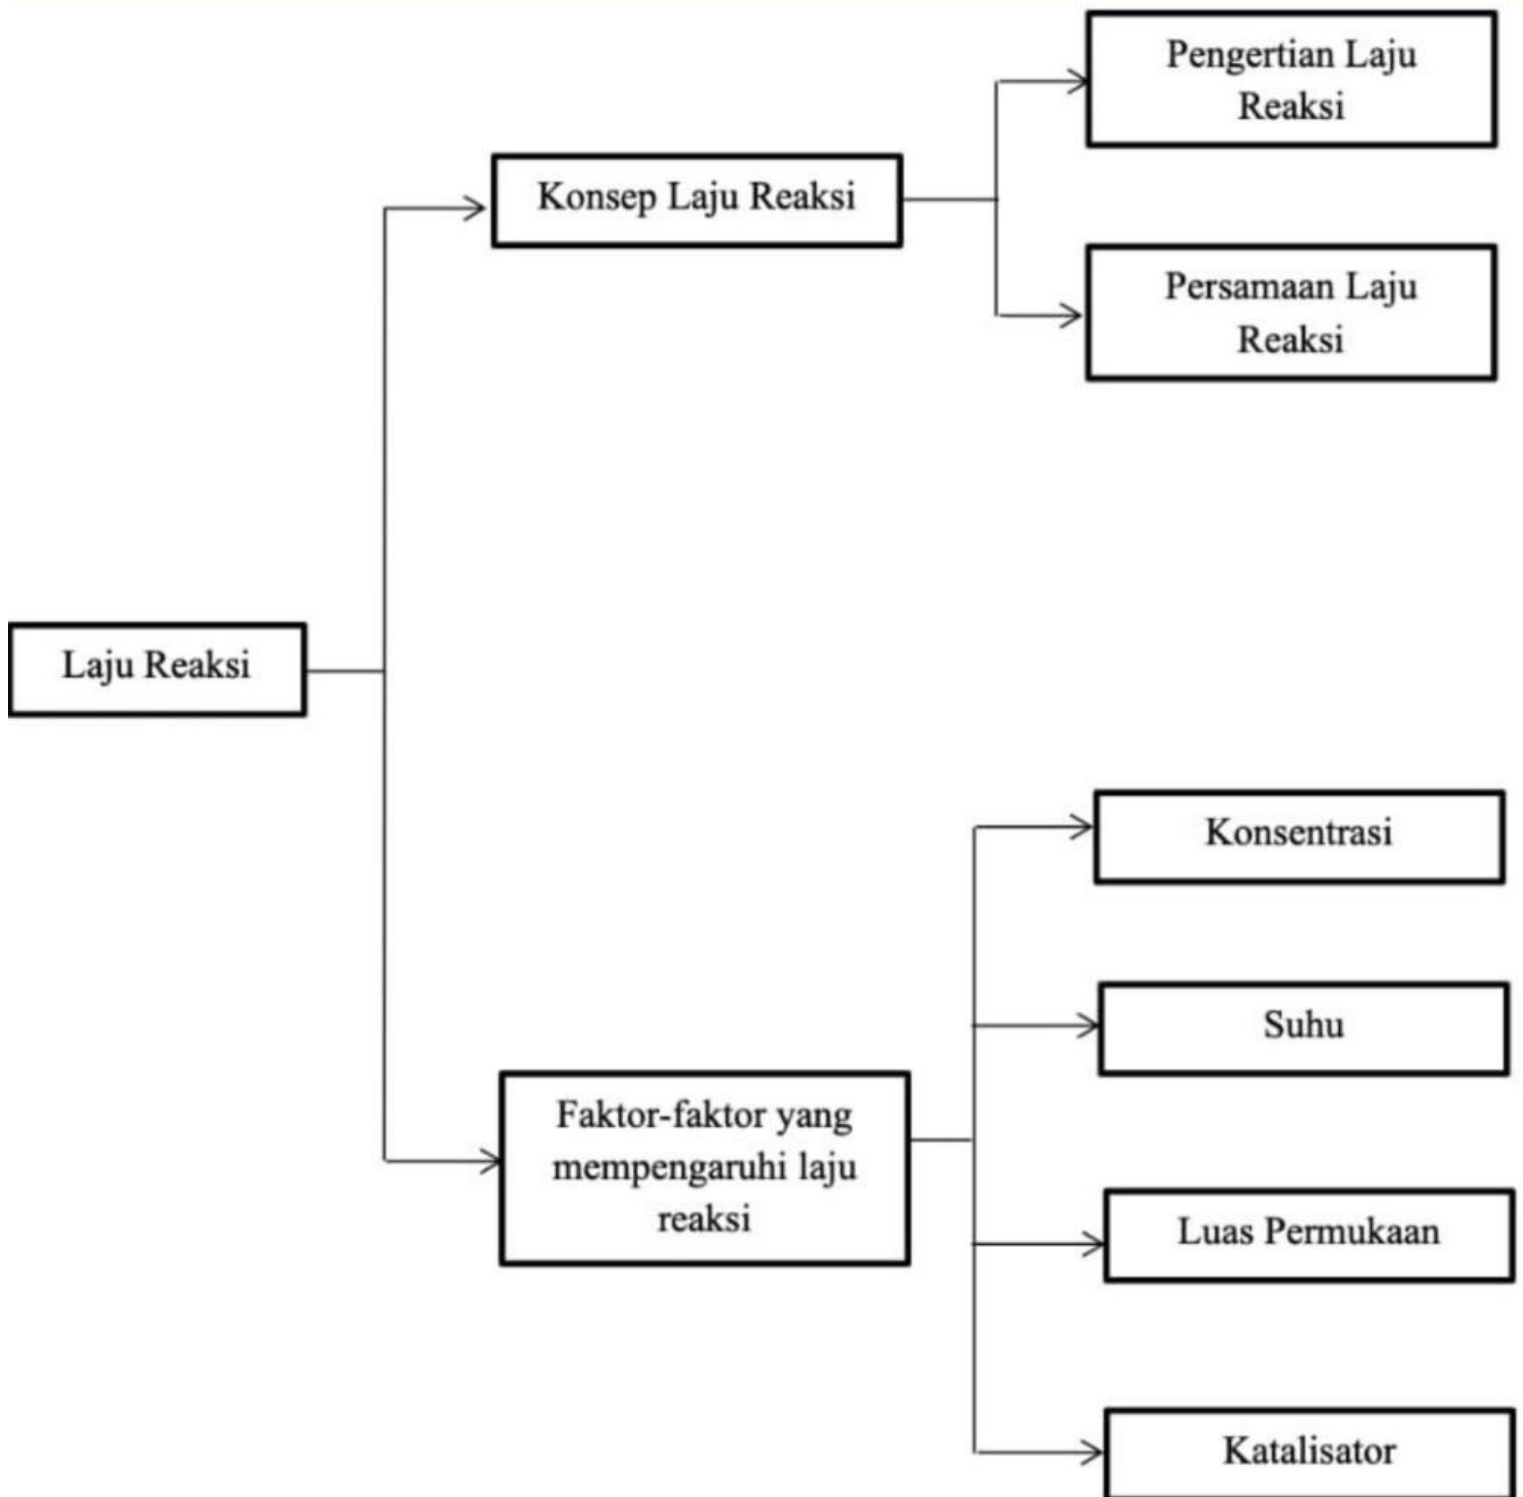 Pengertian Laju
Reaksi
Konsep Laju Reaksi
Persamaan Laju
Reaksi
Laju Reaksi
Konsentrasi
Suhu
Faktor-faktor yang
mempengaruhi laju
reaksi
Luas Permukaan
Katalisator